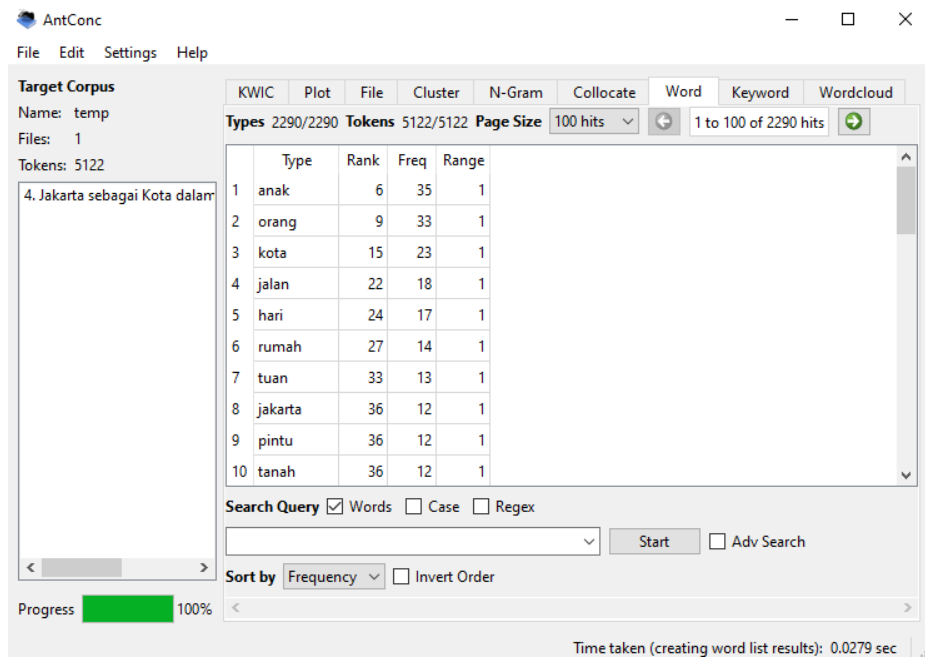 AntConc
File Edit Settings Help
Target Corpus
Name: temp
Files: 1
Tokens: 5122
4. Jakarta sebagai Kota dalam
Progress 100%
KWIC Plot File Cluster N-Gram Collocate Word Keyword Wordcloud
Types 2290/2290 Tokens 5122/5122 Page Size 100 hits 1 to 100 of 2290 hits
Type Rank Freq Range
1 anak 6 35 1
2 orang 9 33 1
3 kota 15 23 1
4 jalan 22 18 1
5 hari 24 17 1
6 rumah 27 14 1
7 tuan 33 13 1
8 jakarta 36 12 1
9 pintu 36 12 1
10 tanah 36 12 1
Search Query Words Case Regex
Start Adv Search
Sort by Frequency Invert Order
Time taken (creating word list results): 0.0279 sec